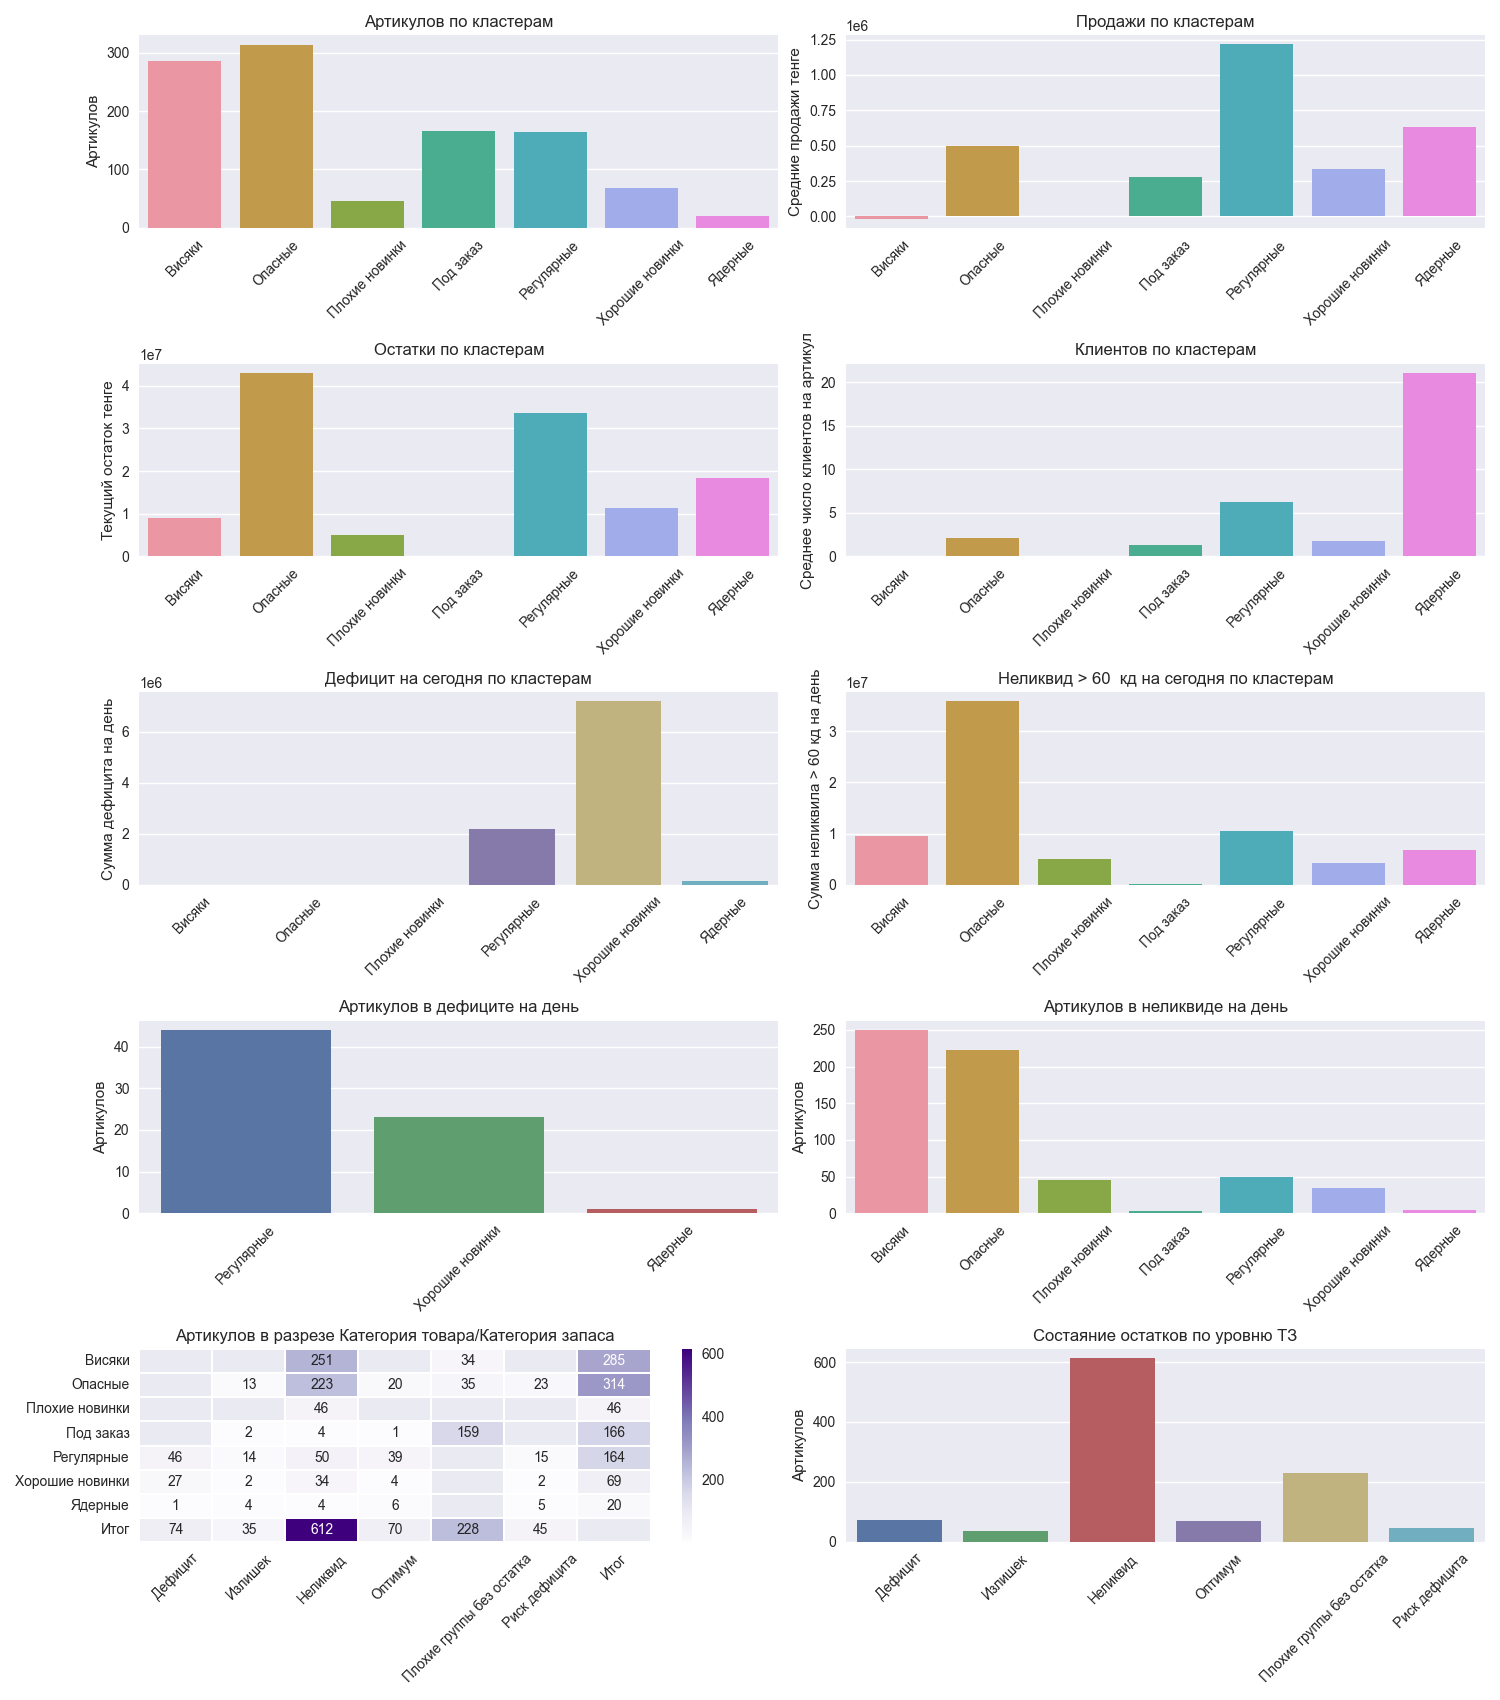 Артикулов по кластерам
Артикулов
300
200
100
0
Висяки
Опасные
Плохие новинки
Под заказ
Регулярные
Хорошие новинки
Ядерные
Продажи по кластерам
1e6
Средние продажи тенге
1.25
1.00
0.75
0.50
0.25
0.00
Висяки
Опасные
Плохие новинки
Под заказ
Регулярные
Хорошие новинки
Ядерные
Остатки по кластерам
1e7
Текущий остаток тенге
4
3
2
1
0
Висяки
Опасные
Плохие новинки
Под заказ
Регулярные
Хорошие новинки
Ядерные
Клиентов по кластерам
Среднее число клиентов на артикул
20
15
10
5
0
Висяки
Опасные
Плохие новинки
Под заказ
Регулярные
Хорошие новинки
Ядерные
Дефицит на сегодня по кластерам
1e6
Сумма дефицита на день
6
4
2
0
Висяки
Опасные
Плохие новинки
Регулярные
Хорошие новинки
Ядерные
Неликвид > 60  кд на сегодня по кластерам
1e7
Сумма неликвила > 60 кд на день
3
2
1
0
Висяки
Опасные
Плохие новинки
Под заказ
Регулярные
Хорошие новинки
Ядерные
Артикулов в дефиците на день
Артикулов
40
30
20
10
0
Регулярные
Хорошие новинки
Ядерные
Артикулов в неликвиде на день
Артикулов
250
200
150
100
50
0
Висяки
Опасные
Плохие новинки
Под заказ
Регулярные
Хорошие новинки
Ядерные
Артикулов в разрезе Категория товара/Категория запаса
Висяки 251 34 285
Опасные 13 223 20 35 23 314
Плохие новинки 46 46
Под заказ 2 4 1 159 166
Регулярные 46 14 50 39 15 164
Хорошие новинки 27 2 34 4 2 69
Ядерные 1 4 4 6 5 20
Итог 74 35 612 70 228 45
Дефицит
Излишек
Неликвид
Оптимум
Плохие группы без остатка
Риск дефицита
Итог
600
400
200
Состаяние остатков по уровню ТЗ
Артикулов
600
400
200
0
Дефицит
Излишек
Неликвид
Оптимум
Плохие группы без остатка
Риск дефицита